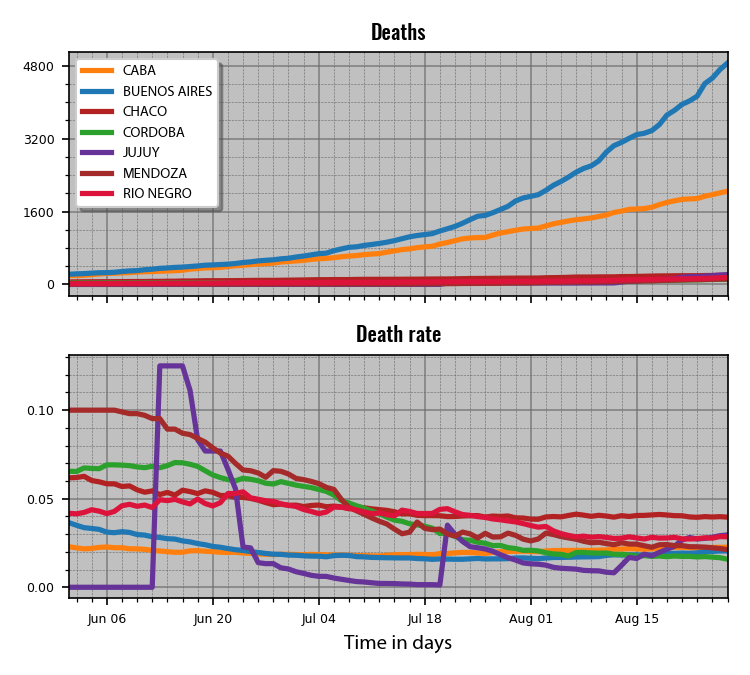 Deaths
4800
3200
1600
0
CABA
BUENOS AIRES
CHACO
CORDOBA
JUJUY
MENDOZA
RIO NEGRO
Death rate
0.10
0.05
0.00
Jun 06 Jun 20 Jul 04 Jul 18 Aug 01 Aug 15
Time in days